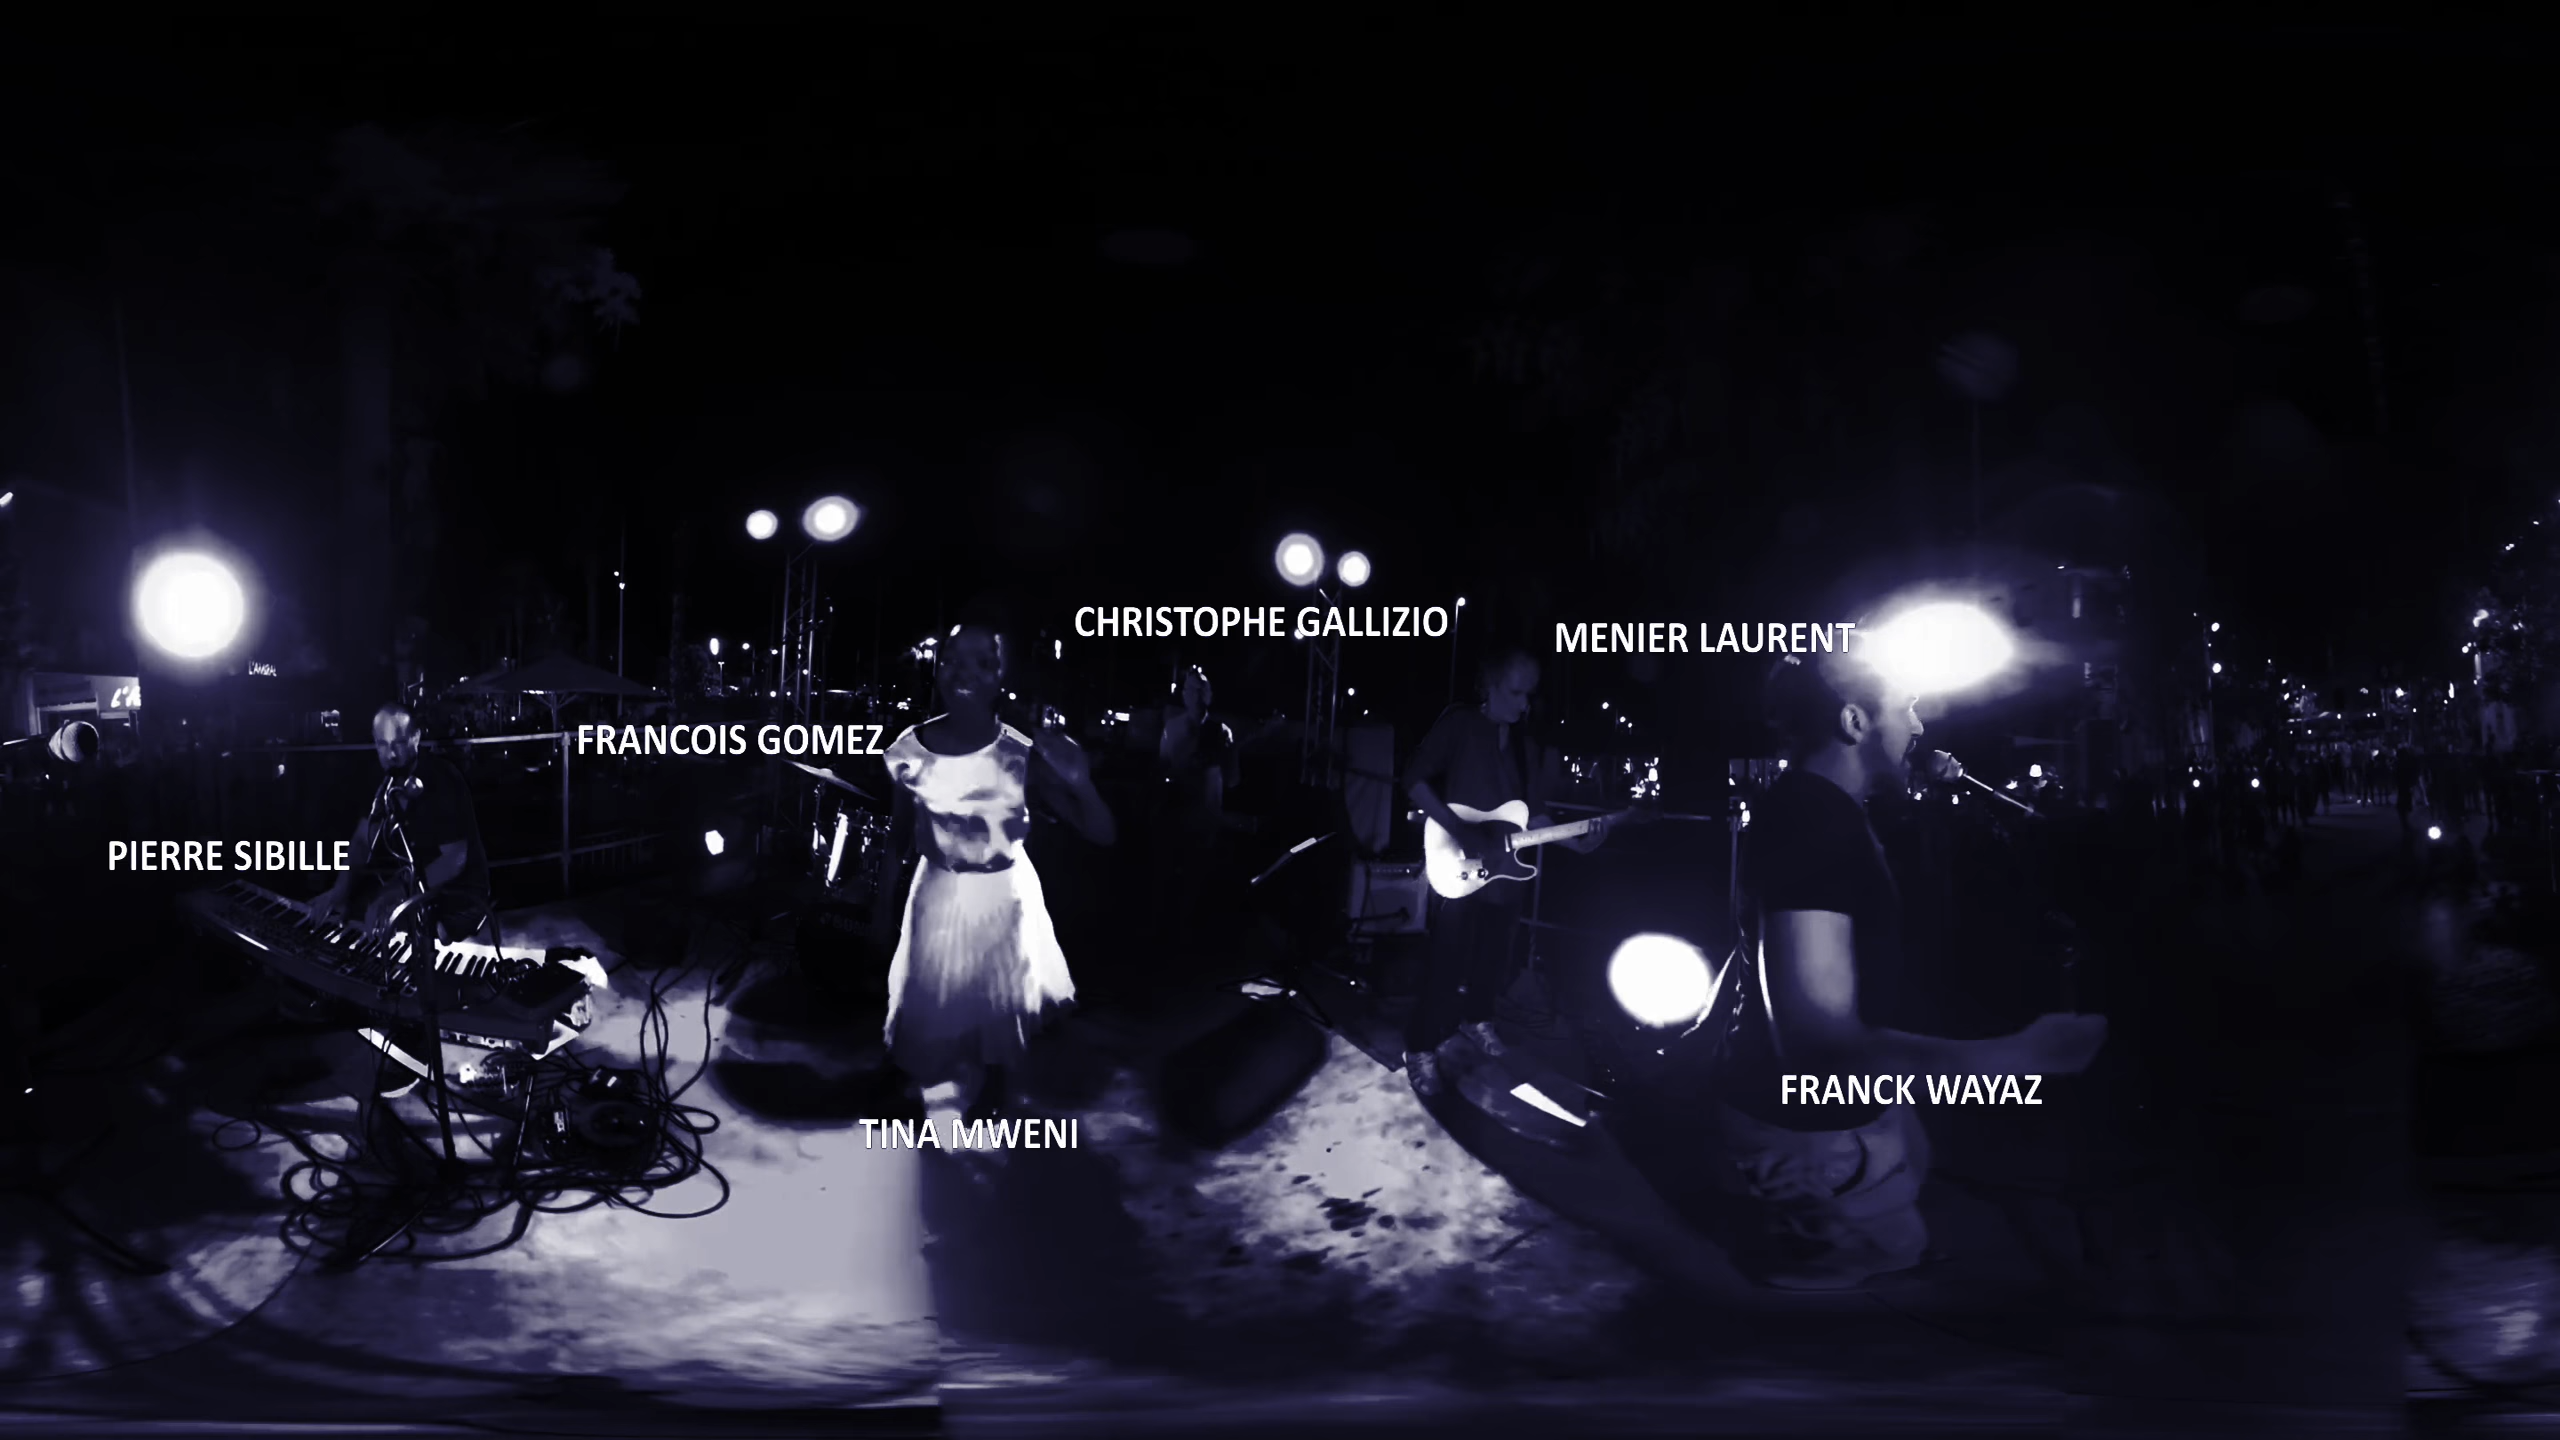 CHRISTOPHE GALLIZIO
MENIER LAURENT
FRANCOIS GOMEZ
PIERRE SIBILLE
FRANCK WAYAZ
TINA MWENI